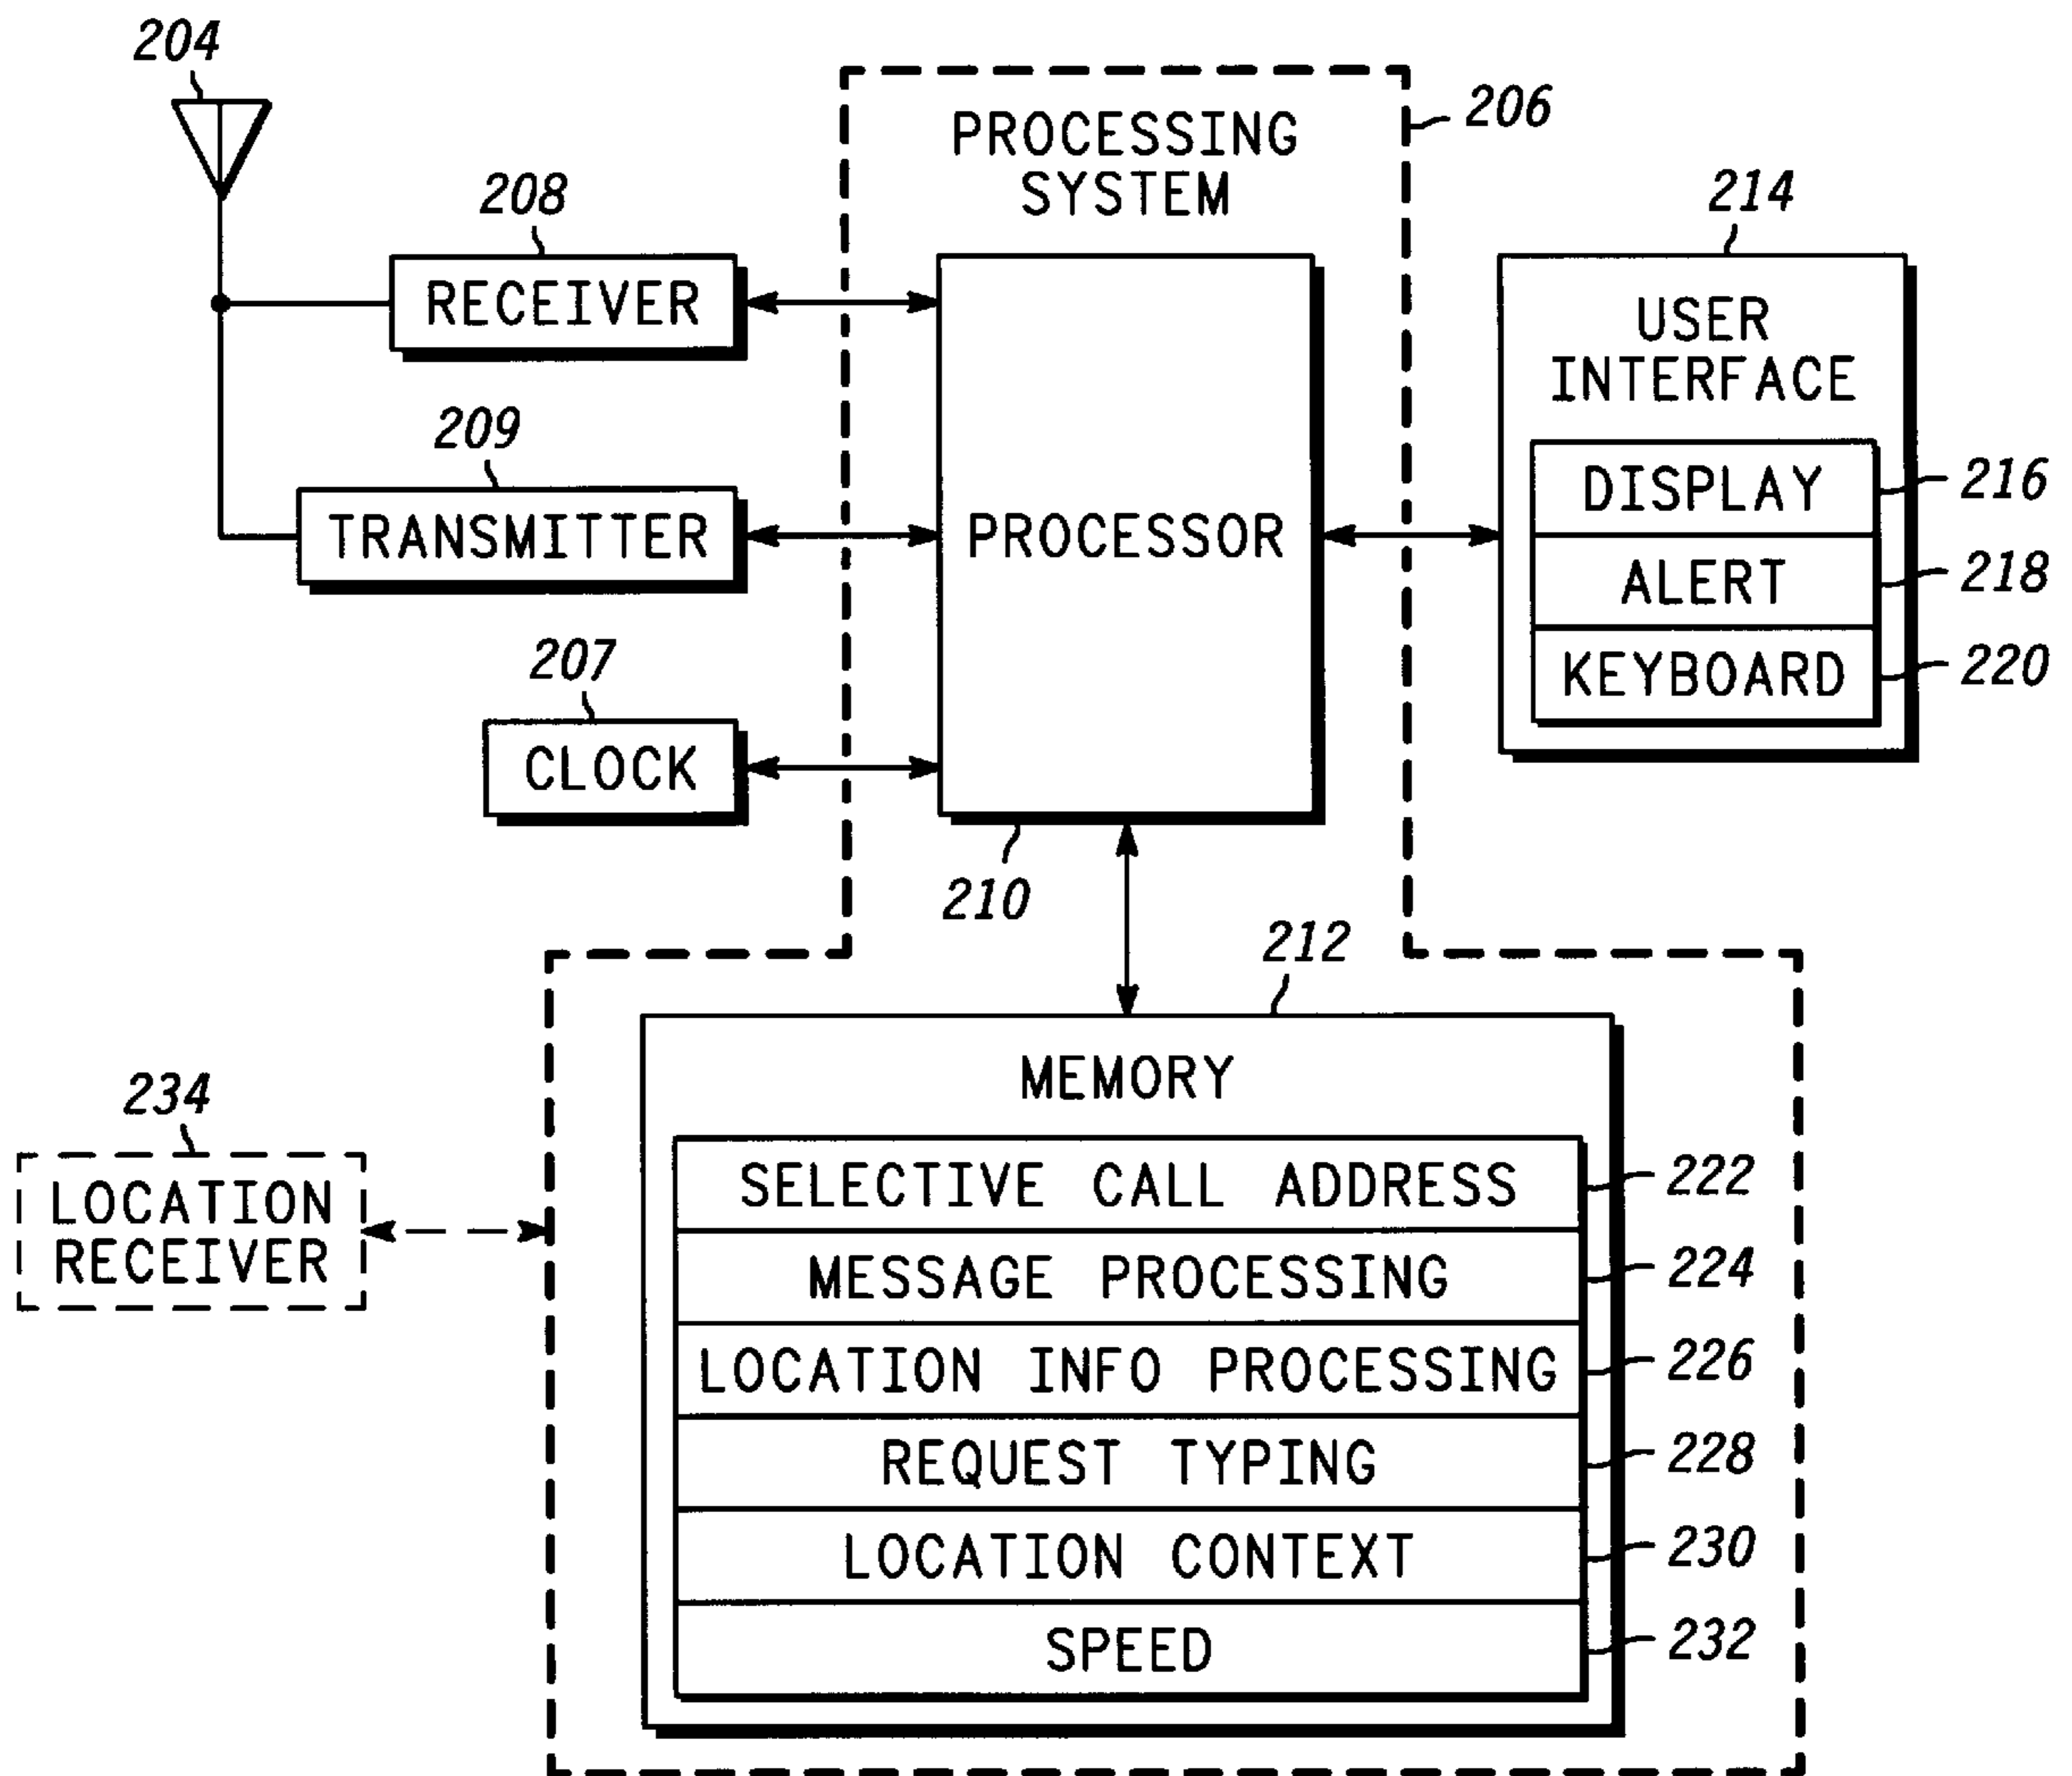 204
206
PROCESSING
SYSTEM
208
214
RECEIVER
USER
INTERFACE
209
DISPLAY
216
TRANSMITTER
PROCESSOR
ALERT
218
207
KEYBOARD
220
CLOCK
210
212
MEMORY
234
LOCATION
RECEIVER
SELECTIVE CALL ADDRESS
222
MESSAGE PROCESSING
224
LOCATION INFO PROCESSING
226
REQUEST TYPING
228
LOCATION CONTEXT
230
SPEED
232